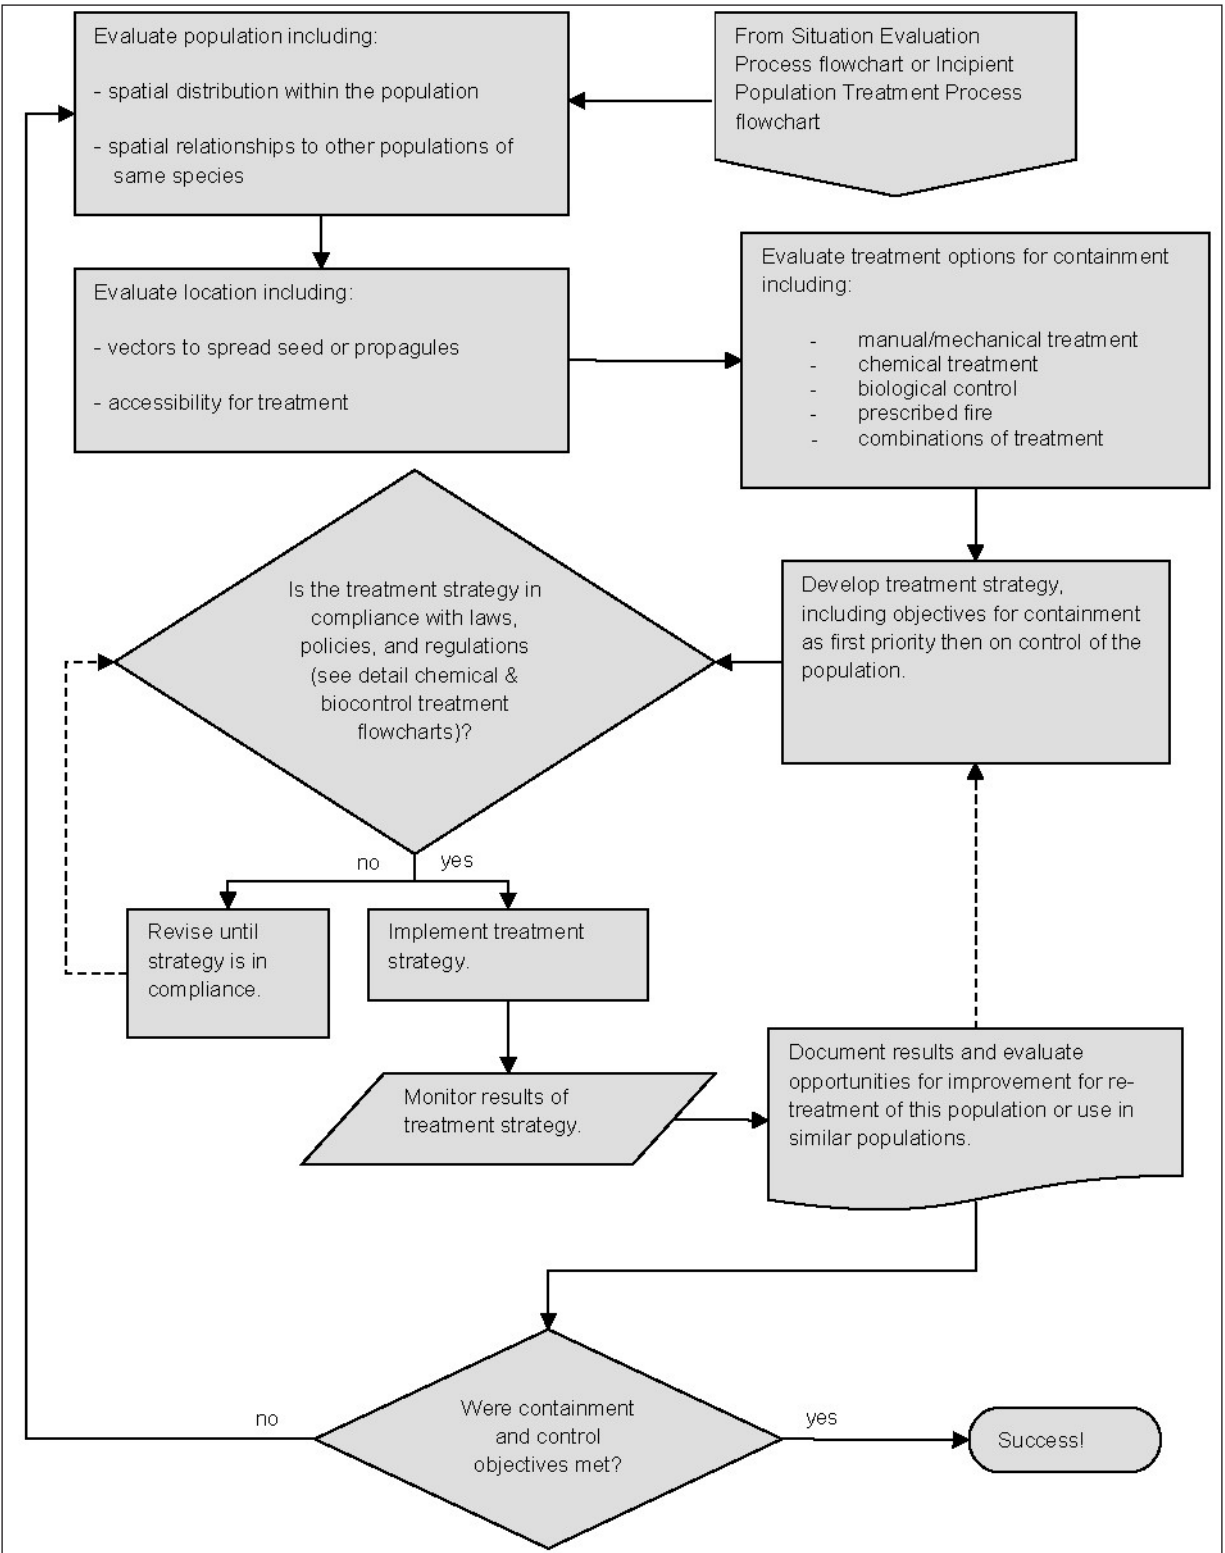 Evaluate population including:
- spatial distribution within the population
- spatial relationships to other populations of
same species
From Situation Evaluation
Process flowchart or Incipient
Population Treatment Process
flowchart
Evaluate location including:
- vectors to spread seed or propagules
- accessibility for treatment
Evaluate treatment options for containment
including:
- manual/mechanical treatment
- chemical treatment
- biological control
- prescribed fire
- combinations of treatment
Develop treatment strategy,
including objectives for containment
as first priority then on control of the
population.
Is the treatment strategy in
compliance with laws,
policies, and regulations
(see detail chemical &
biocontrol treatment
flowcharts)?
no
yes
Revise until
strategy is in
compliance.
Implement treatment
strategy.
Monitor results of
treatment strategy.
Document results and evaluate
opportunities for improvement for re-
treatment of this population or use in
similar populations.
Were containment
and control
objectives met?
no
yes
Success!